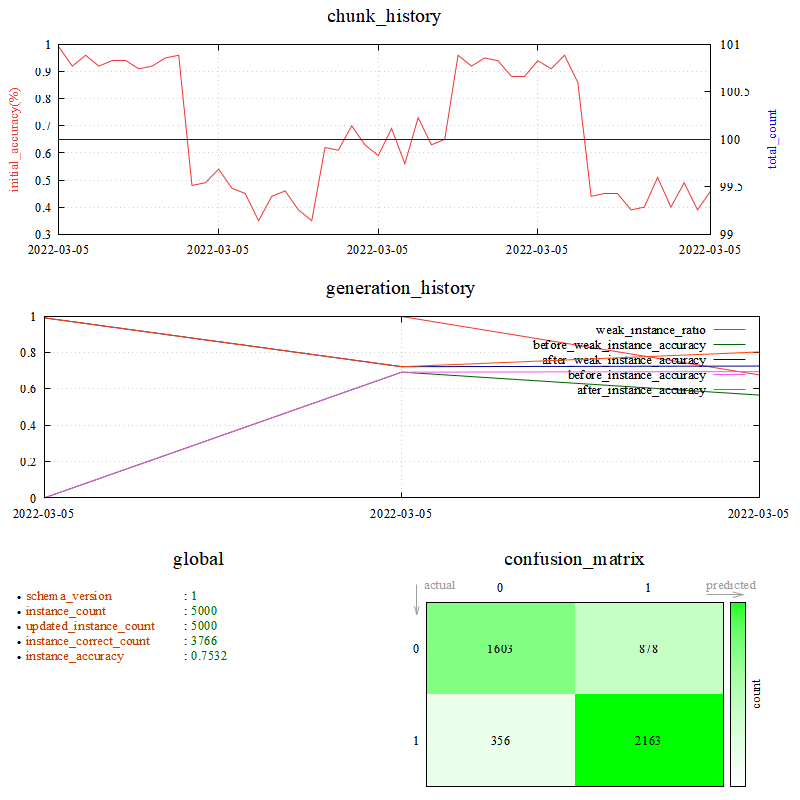 chunk_history
initial_accuracy(%)
1
0.9
0.8
0.7
0.6
0.5
0.4
0.3
101
100.5
100
99.5
99
total_count
2022-03-05 2022-03-05 2022-03-05 2022-03-05 2022-03-05
generation_history
1
0.8
0.6
0.4
0.2
0
weak_instance_ratio
before_weak_instance_accuracy
after_weak_instance_accuracy
before_instance_accuracy
after_instance_accuracy
2022-03-05 2022-03-05 2022-03-05
global
• schema_version : 1
• instance_count : 5000
• updated_instance_count : 5000
• instance_correct_count : 3766
• instance_accuracy : 0.7532
confusion_matrix
actual 0 1 predicted
0 1603 878
1 356 2163
count